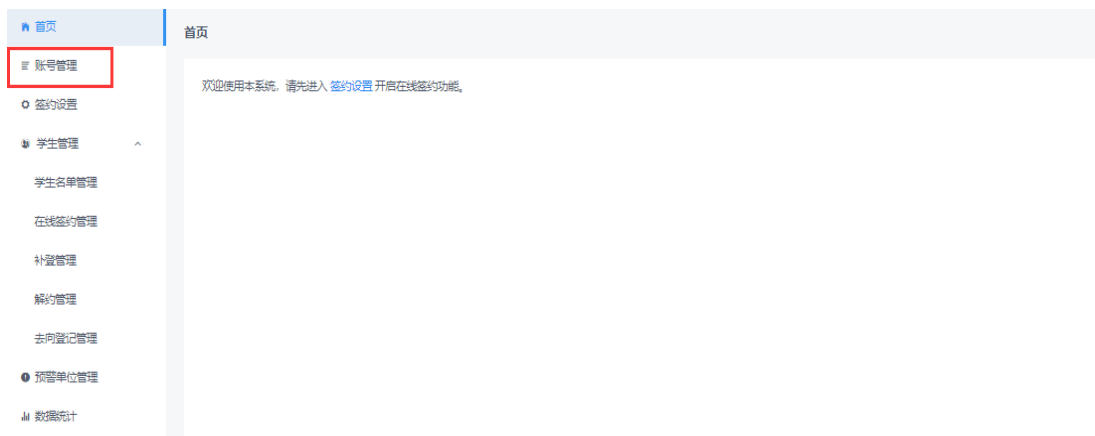 首页
账号管理
签约设置
学生管理
学生名单管理
在线签约管理
补登管理
解约管理
去向登记管理
预警单位管理
数据统计
首页
欢迎使用本系统，请先进入 签约设置 开启在线签约功能。